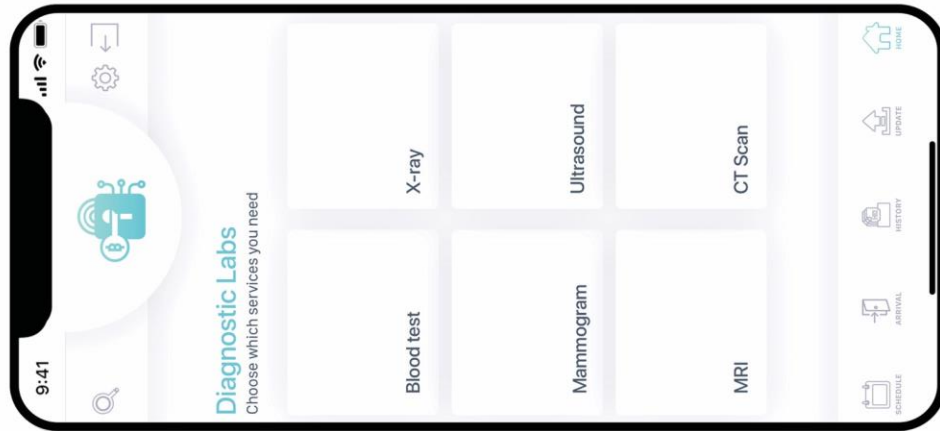 9:41
Diagnostic Labs
Choose which services you need
Blood test
X-ray
Mammogram
Ultrasound
MRI
CT Scan
SCHEDULE
ARRIVAL
HISTORY
UPDATE
HOME